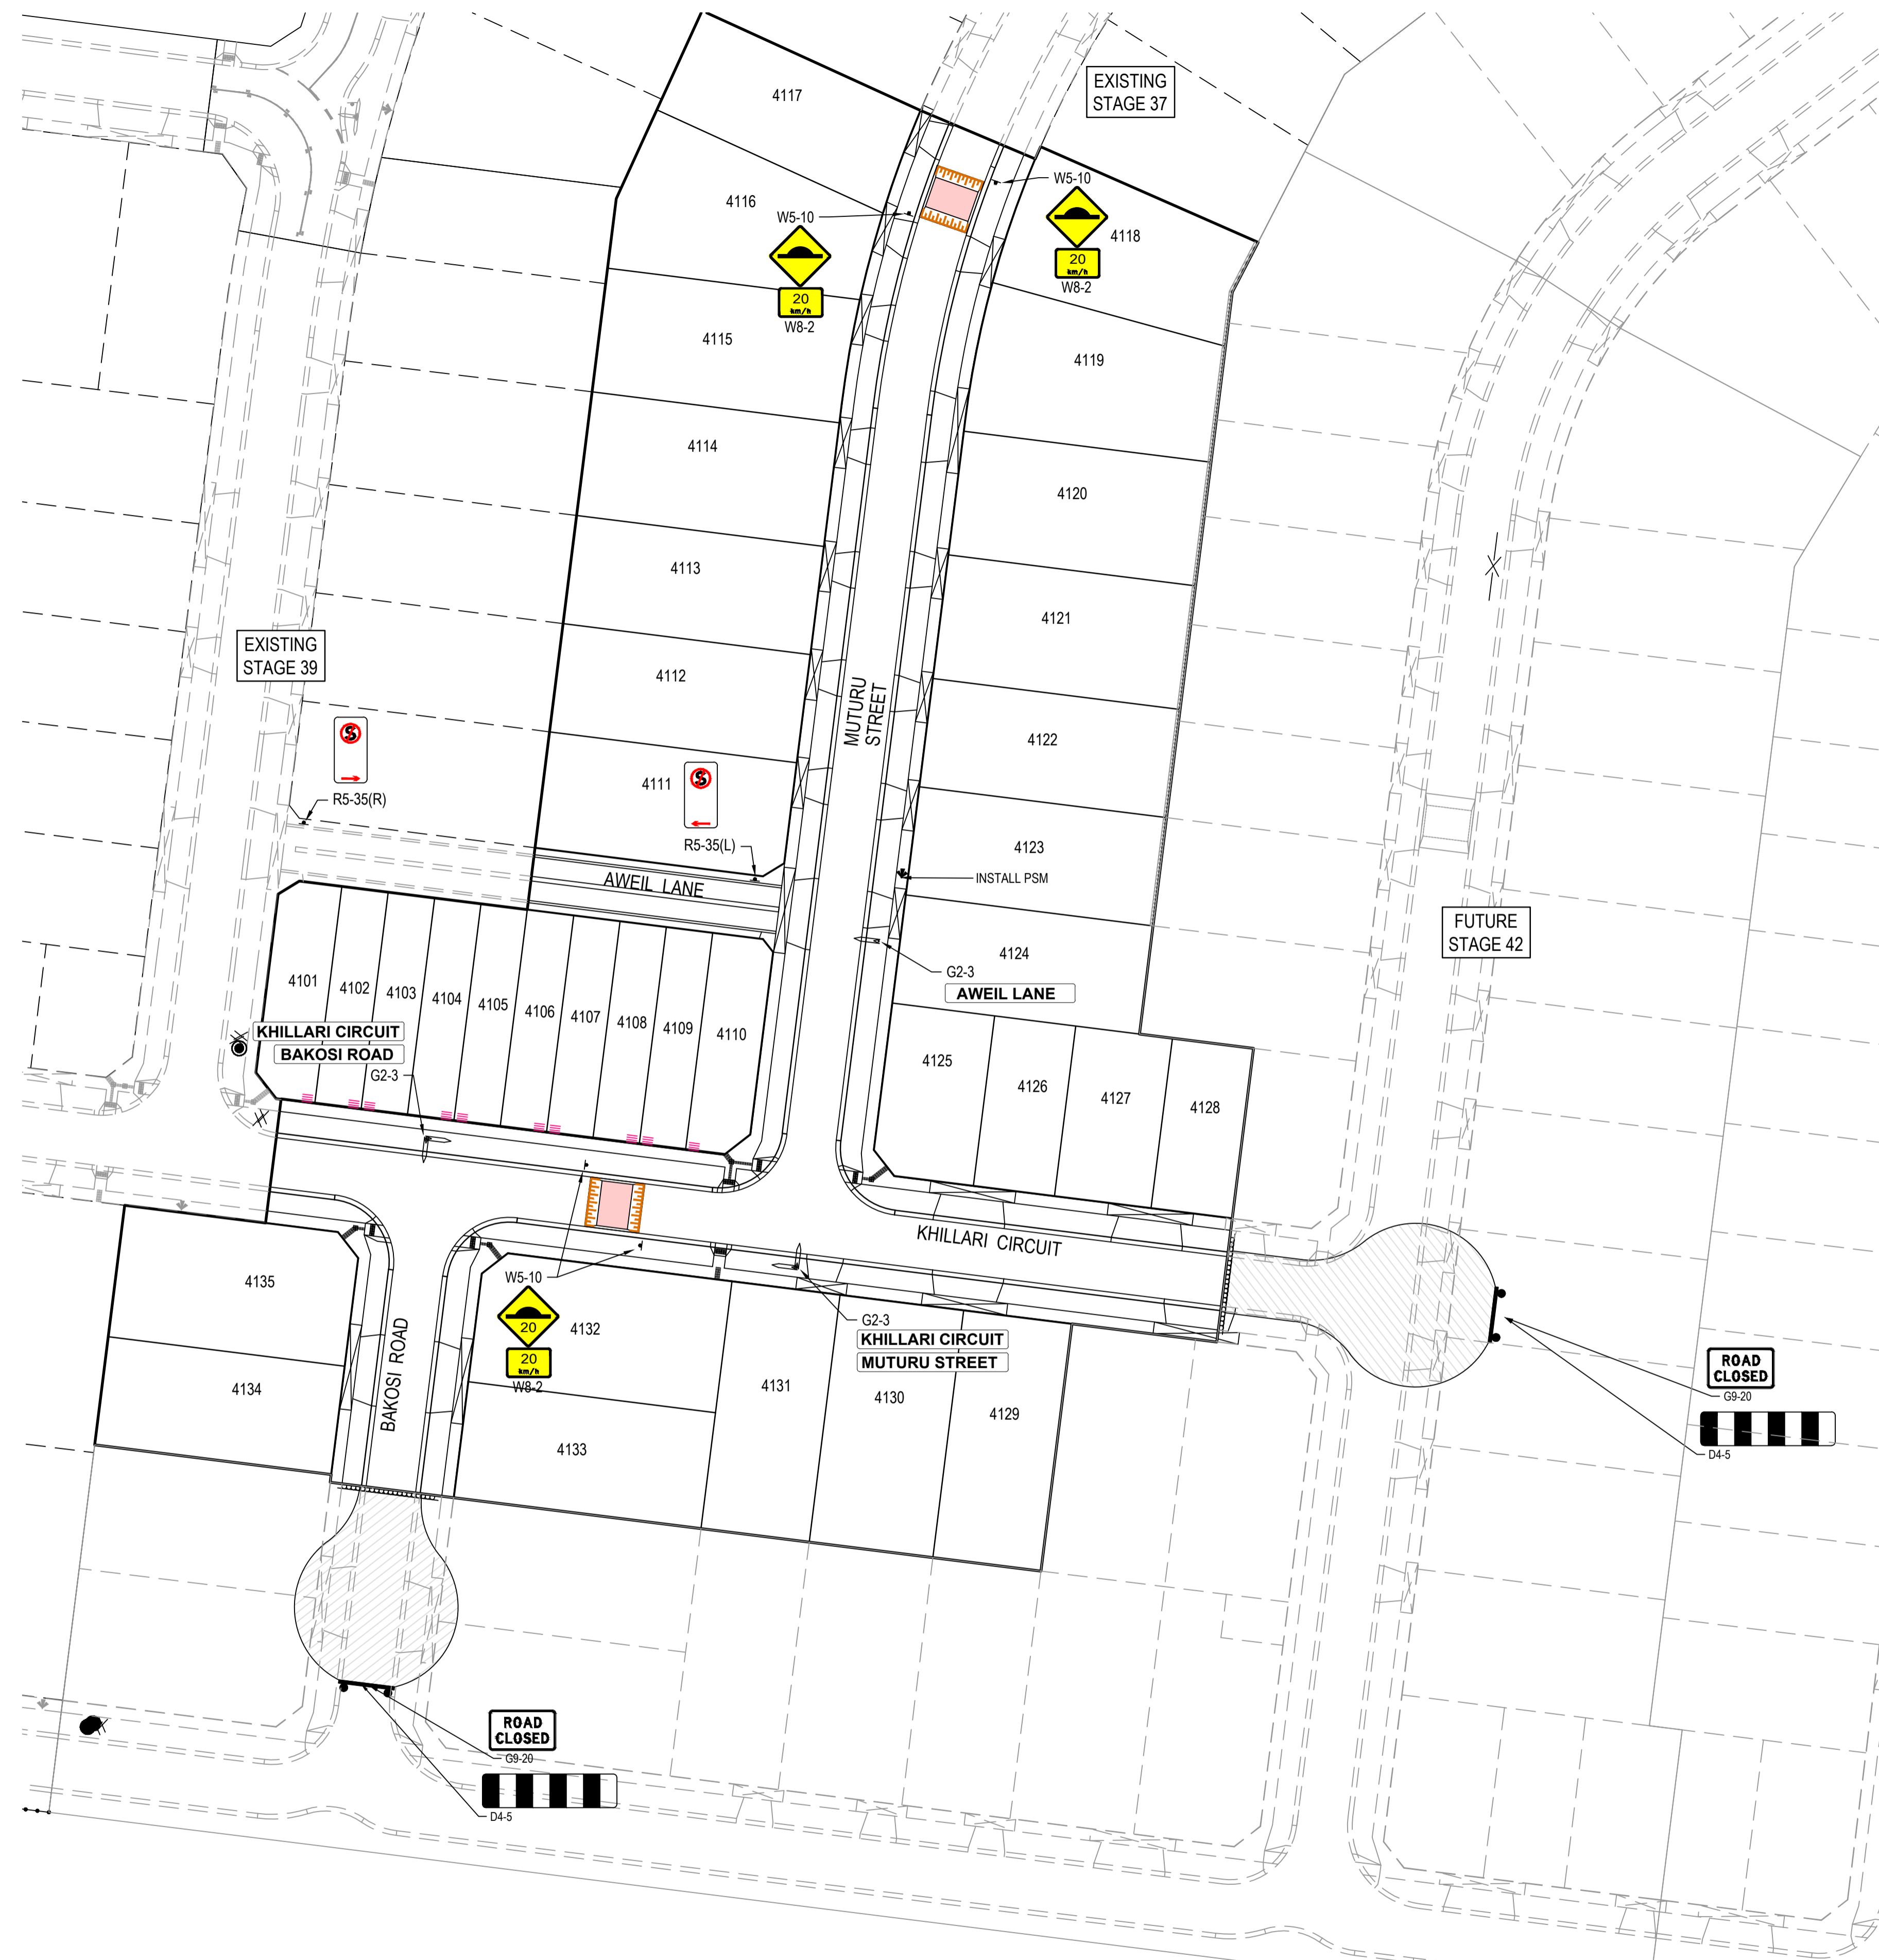 4117
EXISTING
STAGE 37
W5-10
4116
W5-10
4118
20
km/h
W8-2
20
km/h
W8-2
4115
4119
4114
4120
4113
4121
EXISTING
STAGE 39
4112
MUTURU
STREET
4122
S
4111
S
R5-35(R)
R5-35(L)
4123
INSTALL PSM
AWEIL LANE
FUTURE
STAGE 42
4124
G2-3
AWEIL LANE
4101
4102
4103
4104
4105
4106
4107
4108
4109
4110
KHILLARI CIRCUIT
BAKOSI ROAD
G2-3
4125
4126
4127
4128
KHILLARI CIRCUIT
4135
W5-10
20
20
km/h
W8-2
4132
G2-3
KHILLARI CIRCUIT
MUTURU STREET
BAKOSI ROAD
4134
4131
4130
4129
4133
ROAD
CLOSED
G9-20
D4-5
ROAD
CLOSED
G9-20
D4-5